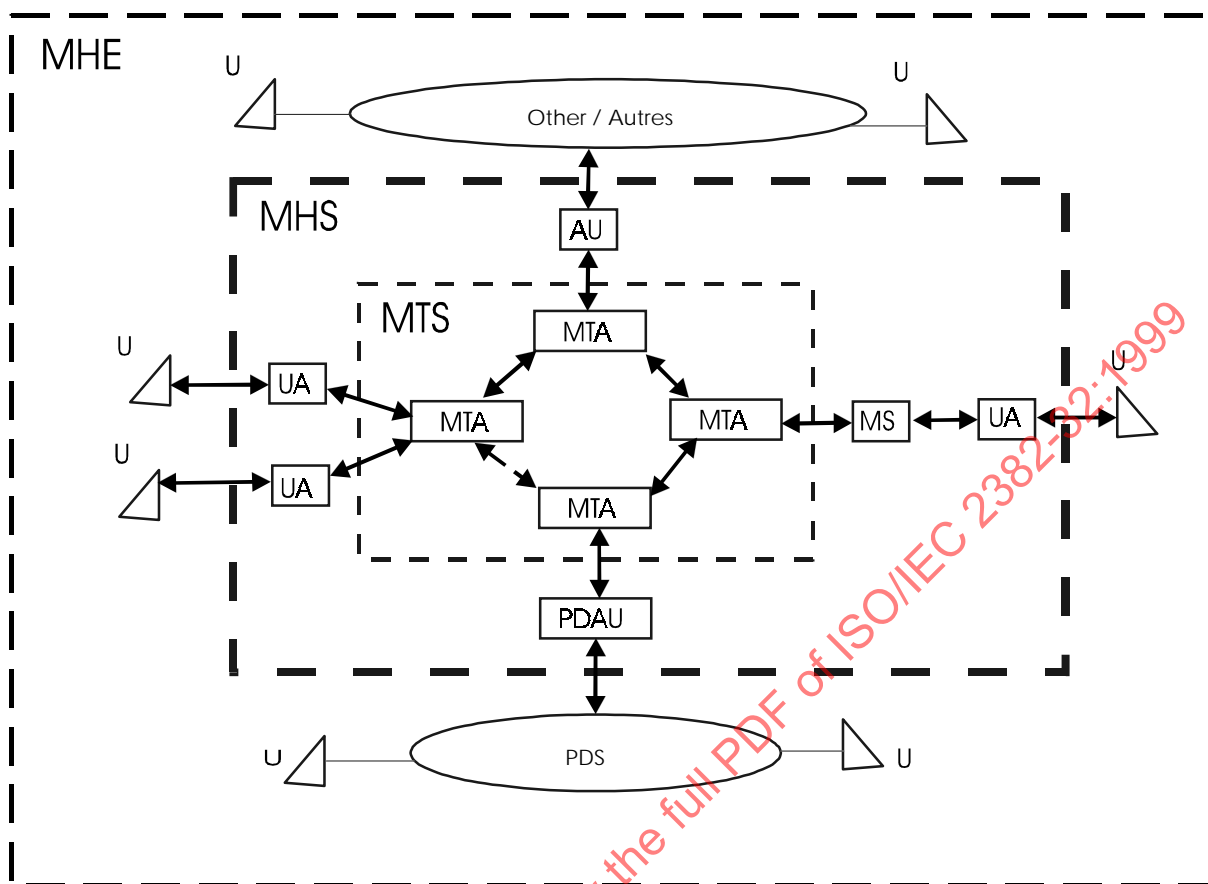 MHE
U
U
Other / Autres
MHS
AU
MTS
MTA
U
UA
MTA
MTA
MS
UA
U
U
UA
MTA
PDAU
U
PDS
U
the full PDF of ISO/IEC 2382-32:1999